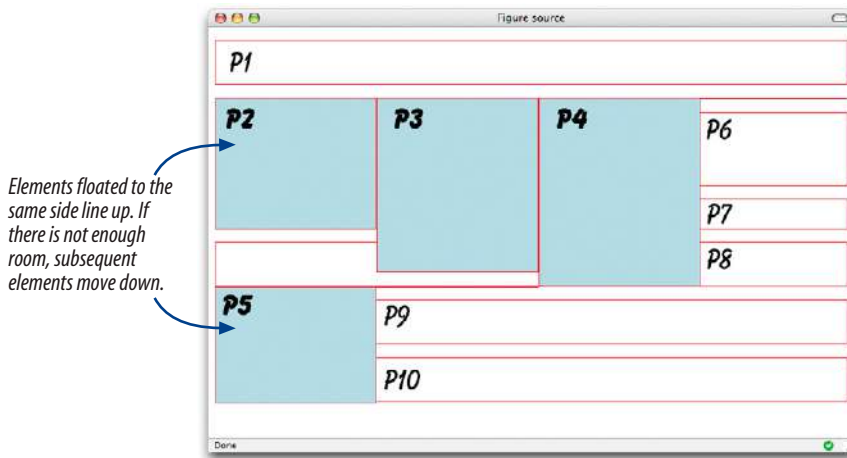 Figure source
P1
P2
P3
P4
P6
P7
P8
P5
P9
P10
Elements floated to the
same side line up. If
there is not enough
room, subsequent
elements move down.
Done